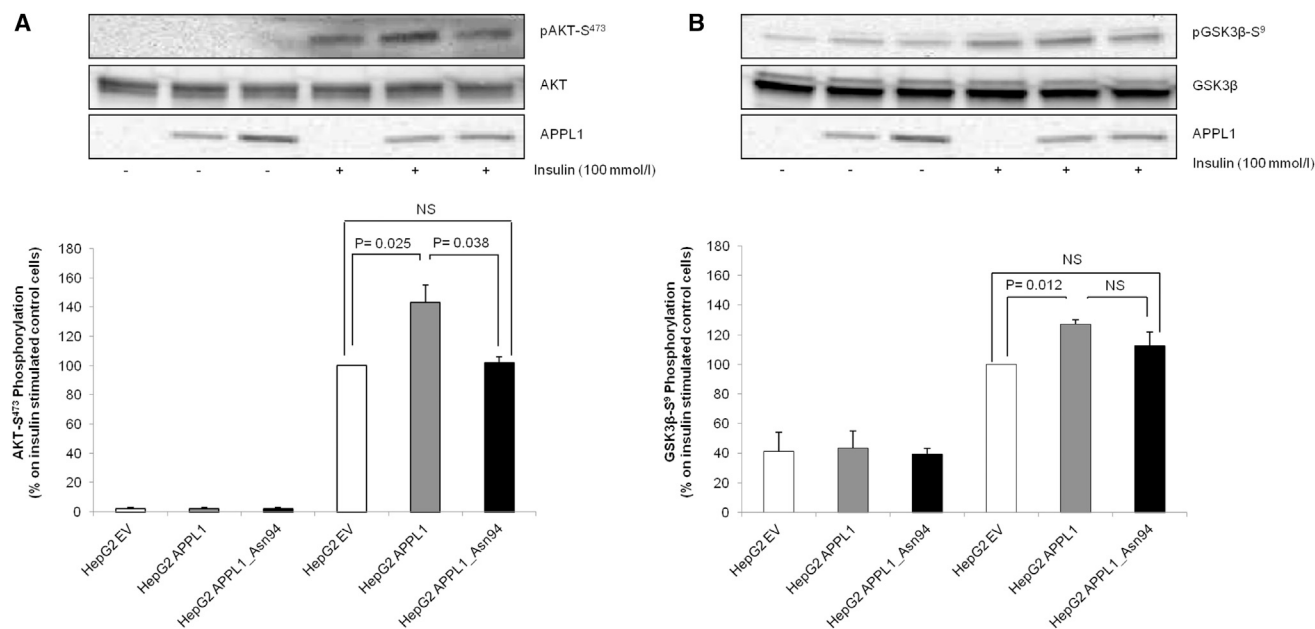 A
pAKT-S⁴⁷³
AKT
APPL1
- - - + + + Insulin (100 mmol/l)
NS
P= 0.025 P= 0.038
AKT-S⁴⁷³ Phosphorylation
(% on insulin stimulated control cells)
180
160
140
120
100
80
60
40
20
0
HepG2 EV
HepG2 APPL1
HepG2 APPL1_Asn94
HepG2 EV
HepG2 APPL1
HepG2 APPL1_Asn94
B
pGSK3β-S⁹
GSK3β
APPL1
- - - + + + Insulin (100 mmol/l)
NS
P= 0.012 NS
GSK3β-S⁹ Phosphorylation
(% on insulin stimulated control cells)
180
160
140
120
100
80
60
40
20
0
HepG2 EV
HepG2 APPL1
HepG2 APPL1_Asn94
HepG2 EV
HepG2 APPL1
HepG2 APPL1_Asn94